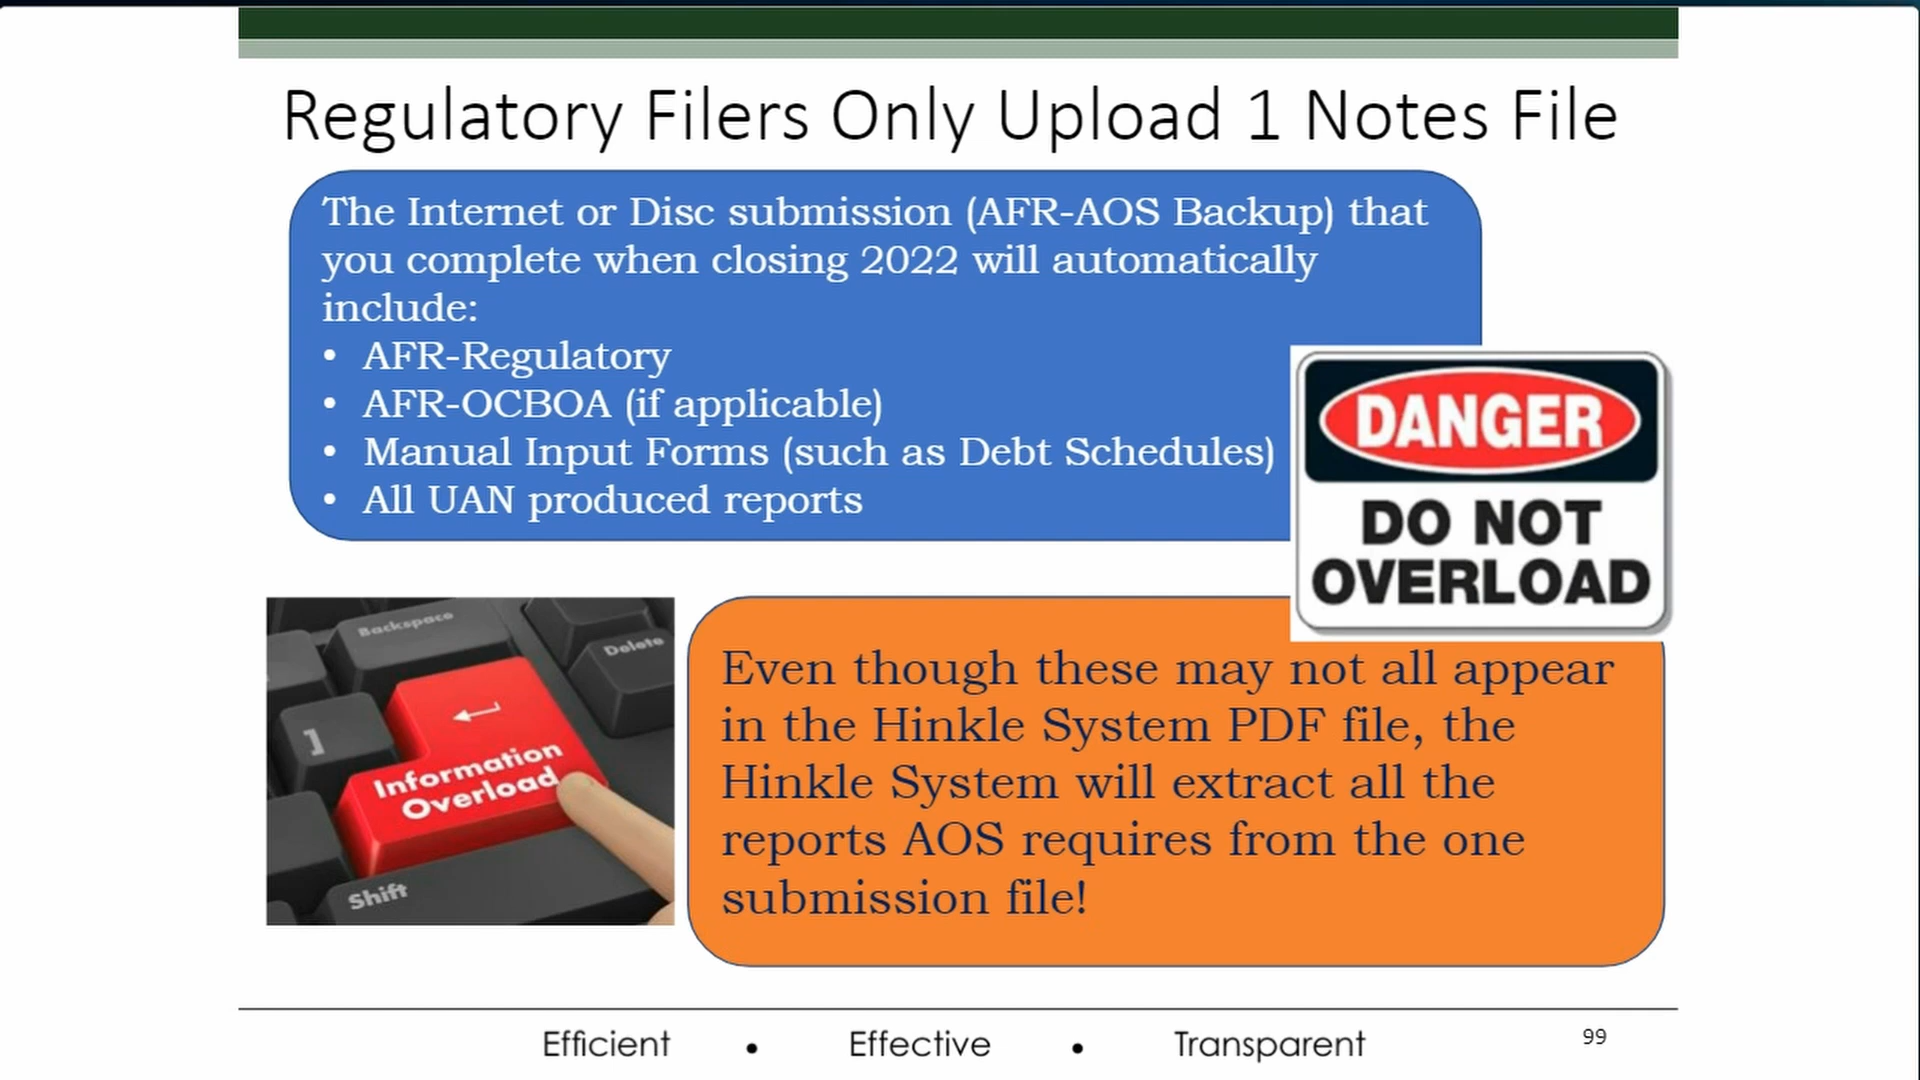 Regulatory Filers Only Upload 1 Notes File
The Internet or Disc submission (AFR-AOS Backup) that
you complete when closing 2022 will automatically
include:
• AFR-Regulatory
• AFR-OCBOA (if applicable)
• Manual Input Forms (such as Debt Schedules)
• All UAN produced reports
DANGER
DO NOT
OVERLOAD
Backspace
Delete
]
Information
Overload
Shift
Even though these may not all appear
in the Hinkle System PDF file, the
Hinkle System will extract all the
reports AOS requires from the one
submission file!
Efficient • Effective • Transparent
99